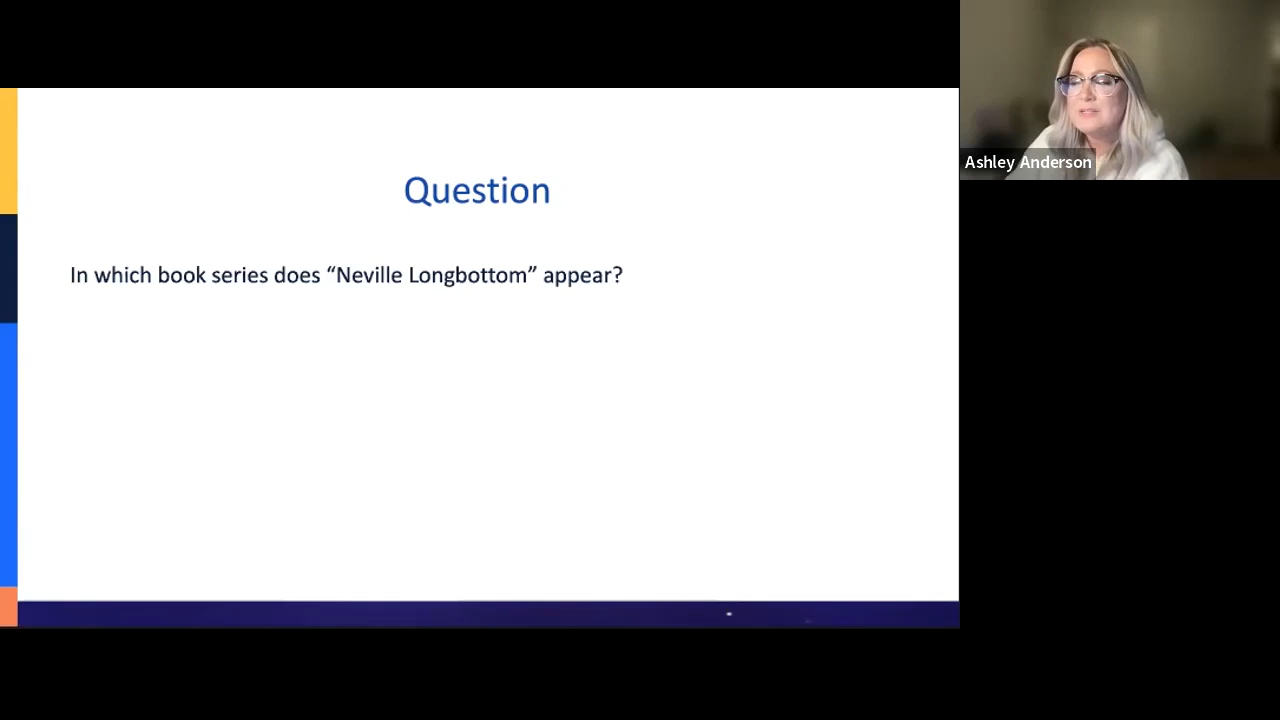 Question
In which book series does “Neville Longbottom” appear?
Ashley Anderson